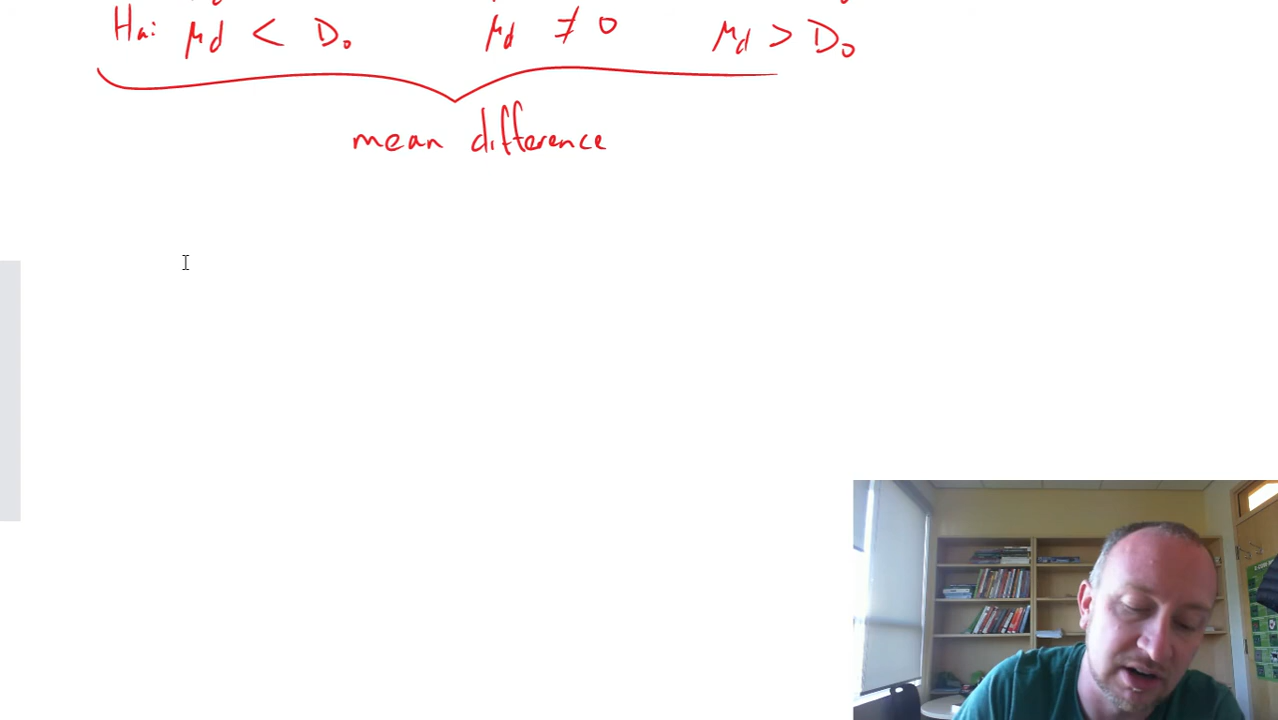 Ha: μd < D₀ μd ≠ 0 μd > D₀
mean difference